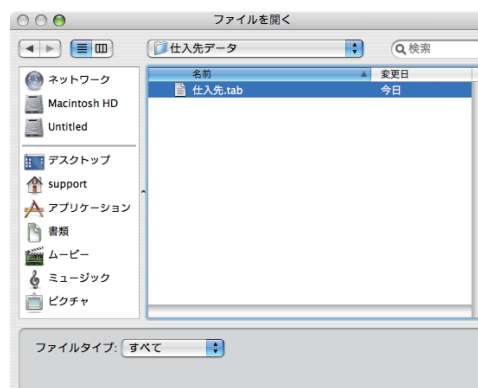 ファイルを開く
仕入先データ
検索
ネットワーク
Macintosh HD
Untitled
デスクトップ
support
アプリケーション
書類
ムービー
ミュージック
ピクチャ
名前 変更日
仕入先.tab 今日
ファイルタイプ: すべて